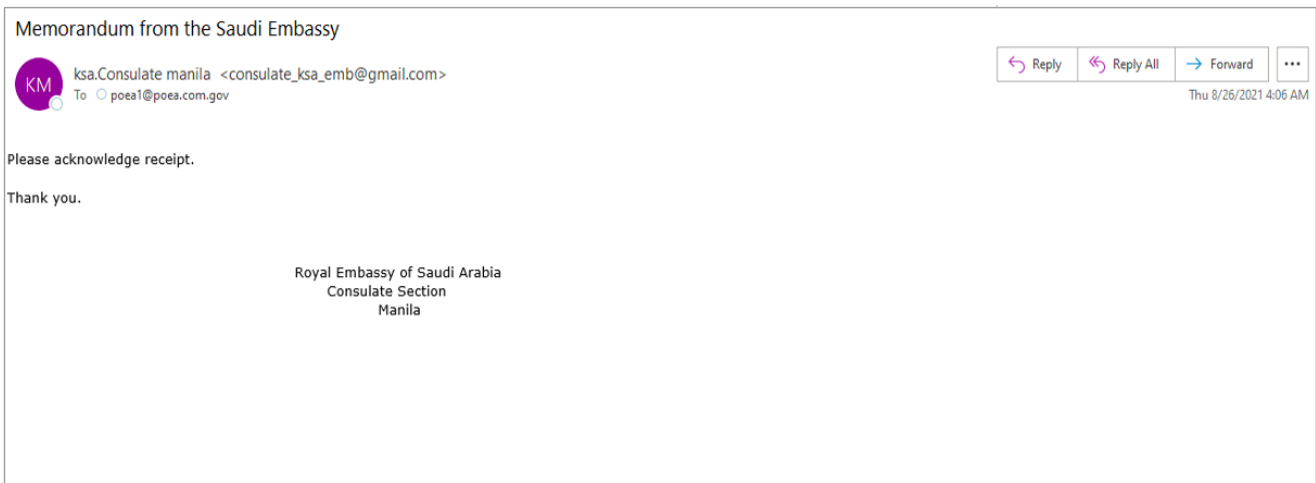 Memorandum from the Saudi Embassy
KM
ksa.Consulate manila <consulate_ksa_emb@gmail.com>
To poea1@poea.com.gov
Reply
Reply All
Forward
...
Thu 8/26/2021 4:06 AM
Please acknowledge receipt.
Thank you.
Royal Embassy of Saudi Arabia
Consulate Section
Manila